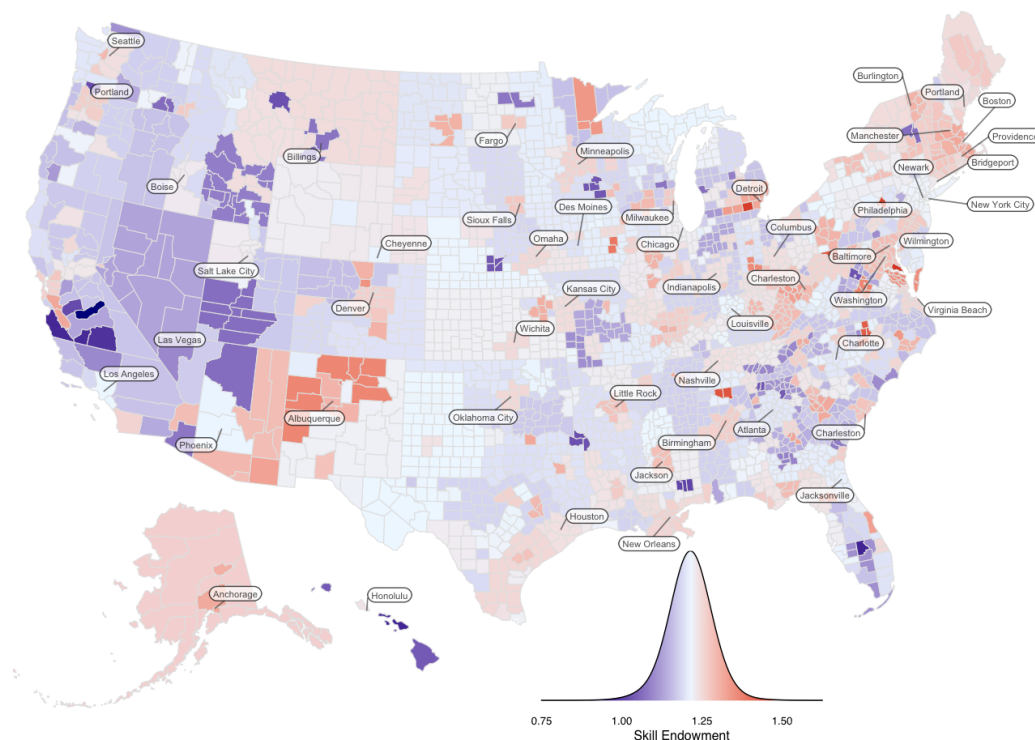 Seattle
Burlington
Portland
Portland
Boston
Manchester
Providence
Fargo
Minneapolis
Billings
Bridgeport
Newark
Boise
Detroit
New York City
Sioux Falls
Des Moines
Milwaukee
Philadelphia
Columbus
Omaha
Chicago
Wilmington
Cheyenne
Baltimore
Salt Lake City
Charleston
Indianapolis
Kansas City
Washington
Denver
Virginia Beach
Louisville
Wichita
Las Vegas
Charlotte
Nashville
Los Angeles
Little Rock
Oklahoma City
Albuquerque
Atlanta
Charleston
Phoenix
Birmingham
Jackson
Jacksonville
Houston
New Orleans
Anchorage
Honolulu
0.75 1.00 1.25 1.50
Skill Endowment